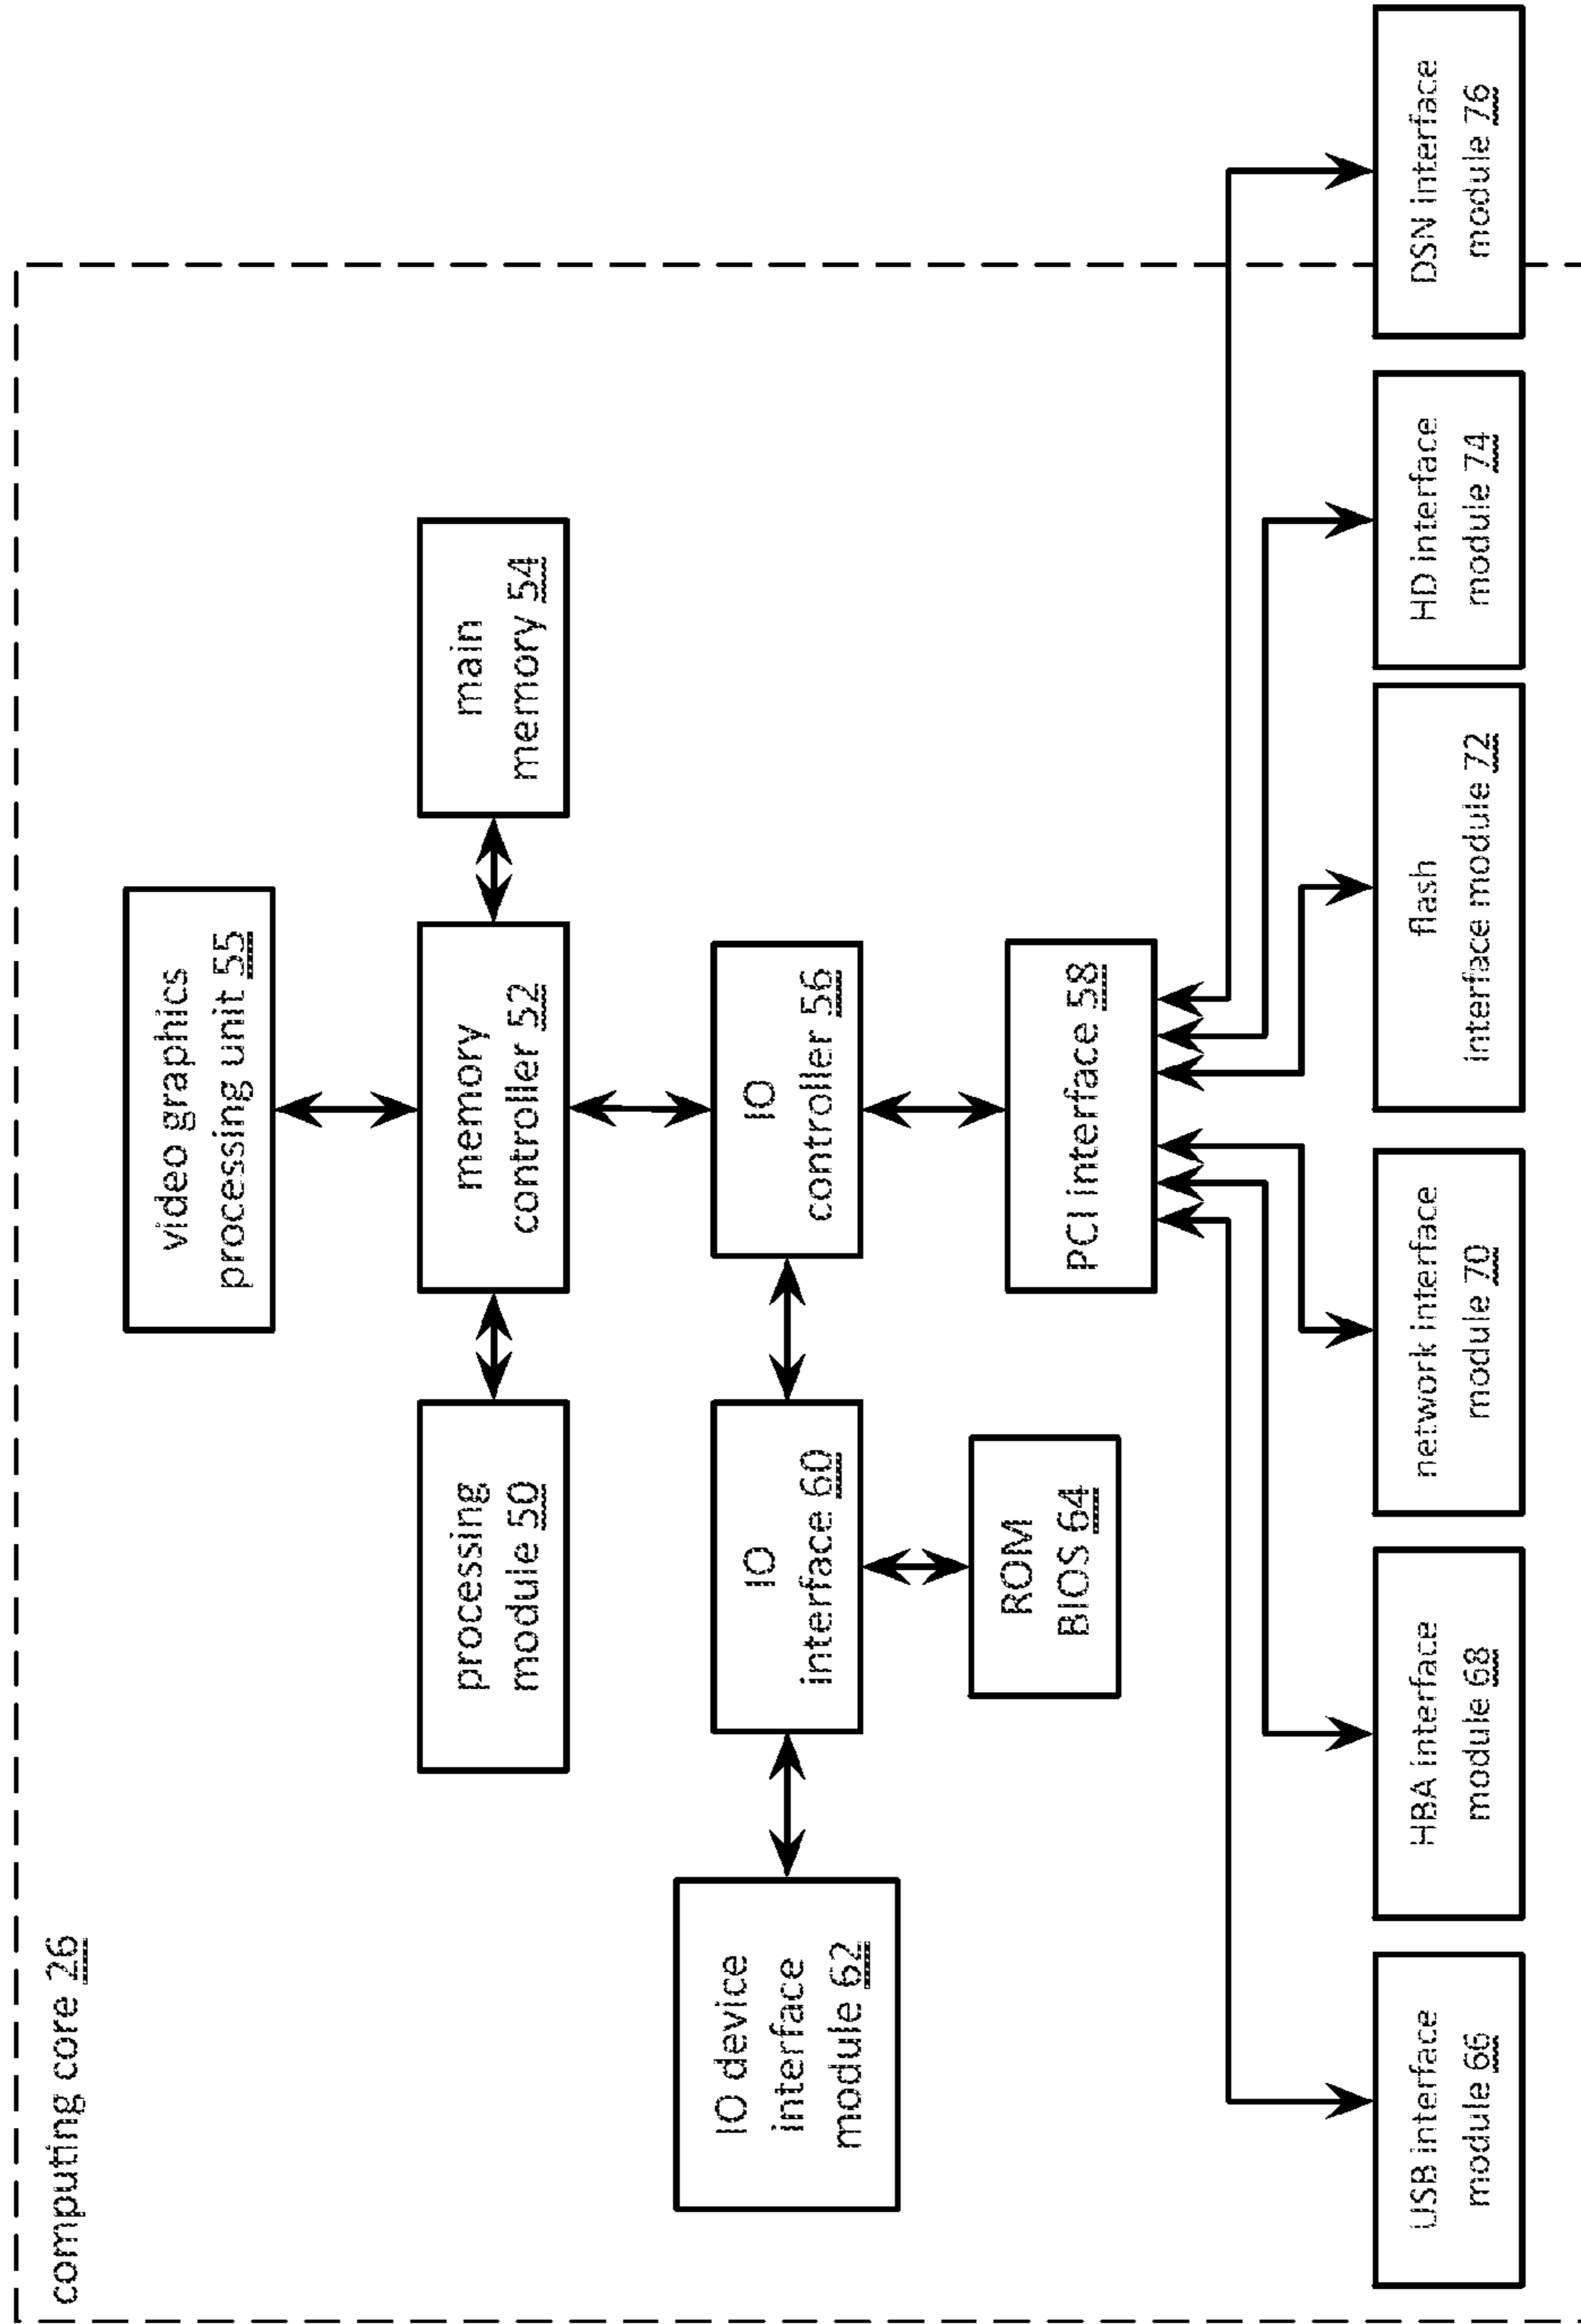 computing core 26
video graphics
processing unit 55
processing
module 50
memory
controller 52
main
memory 54
IO device
interface
module 62
IO
interface 60
IO
controller 56
ROM
BIOS 64
PCI interface 58
USB interface
module 66
HBA interface
module 68
network interface
module 70
flash
interface module 72
HD interface
module 74
DSN interface
module 76